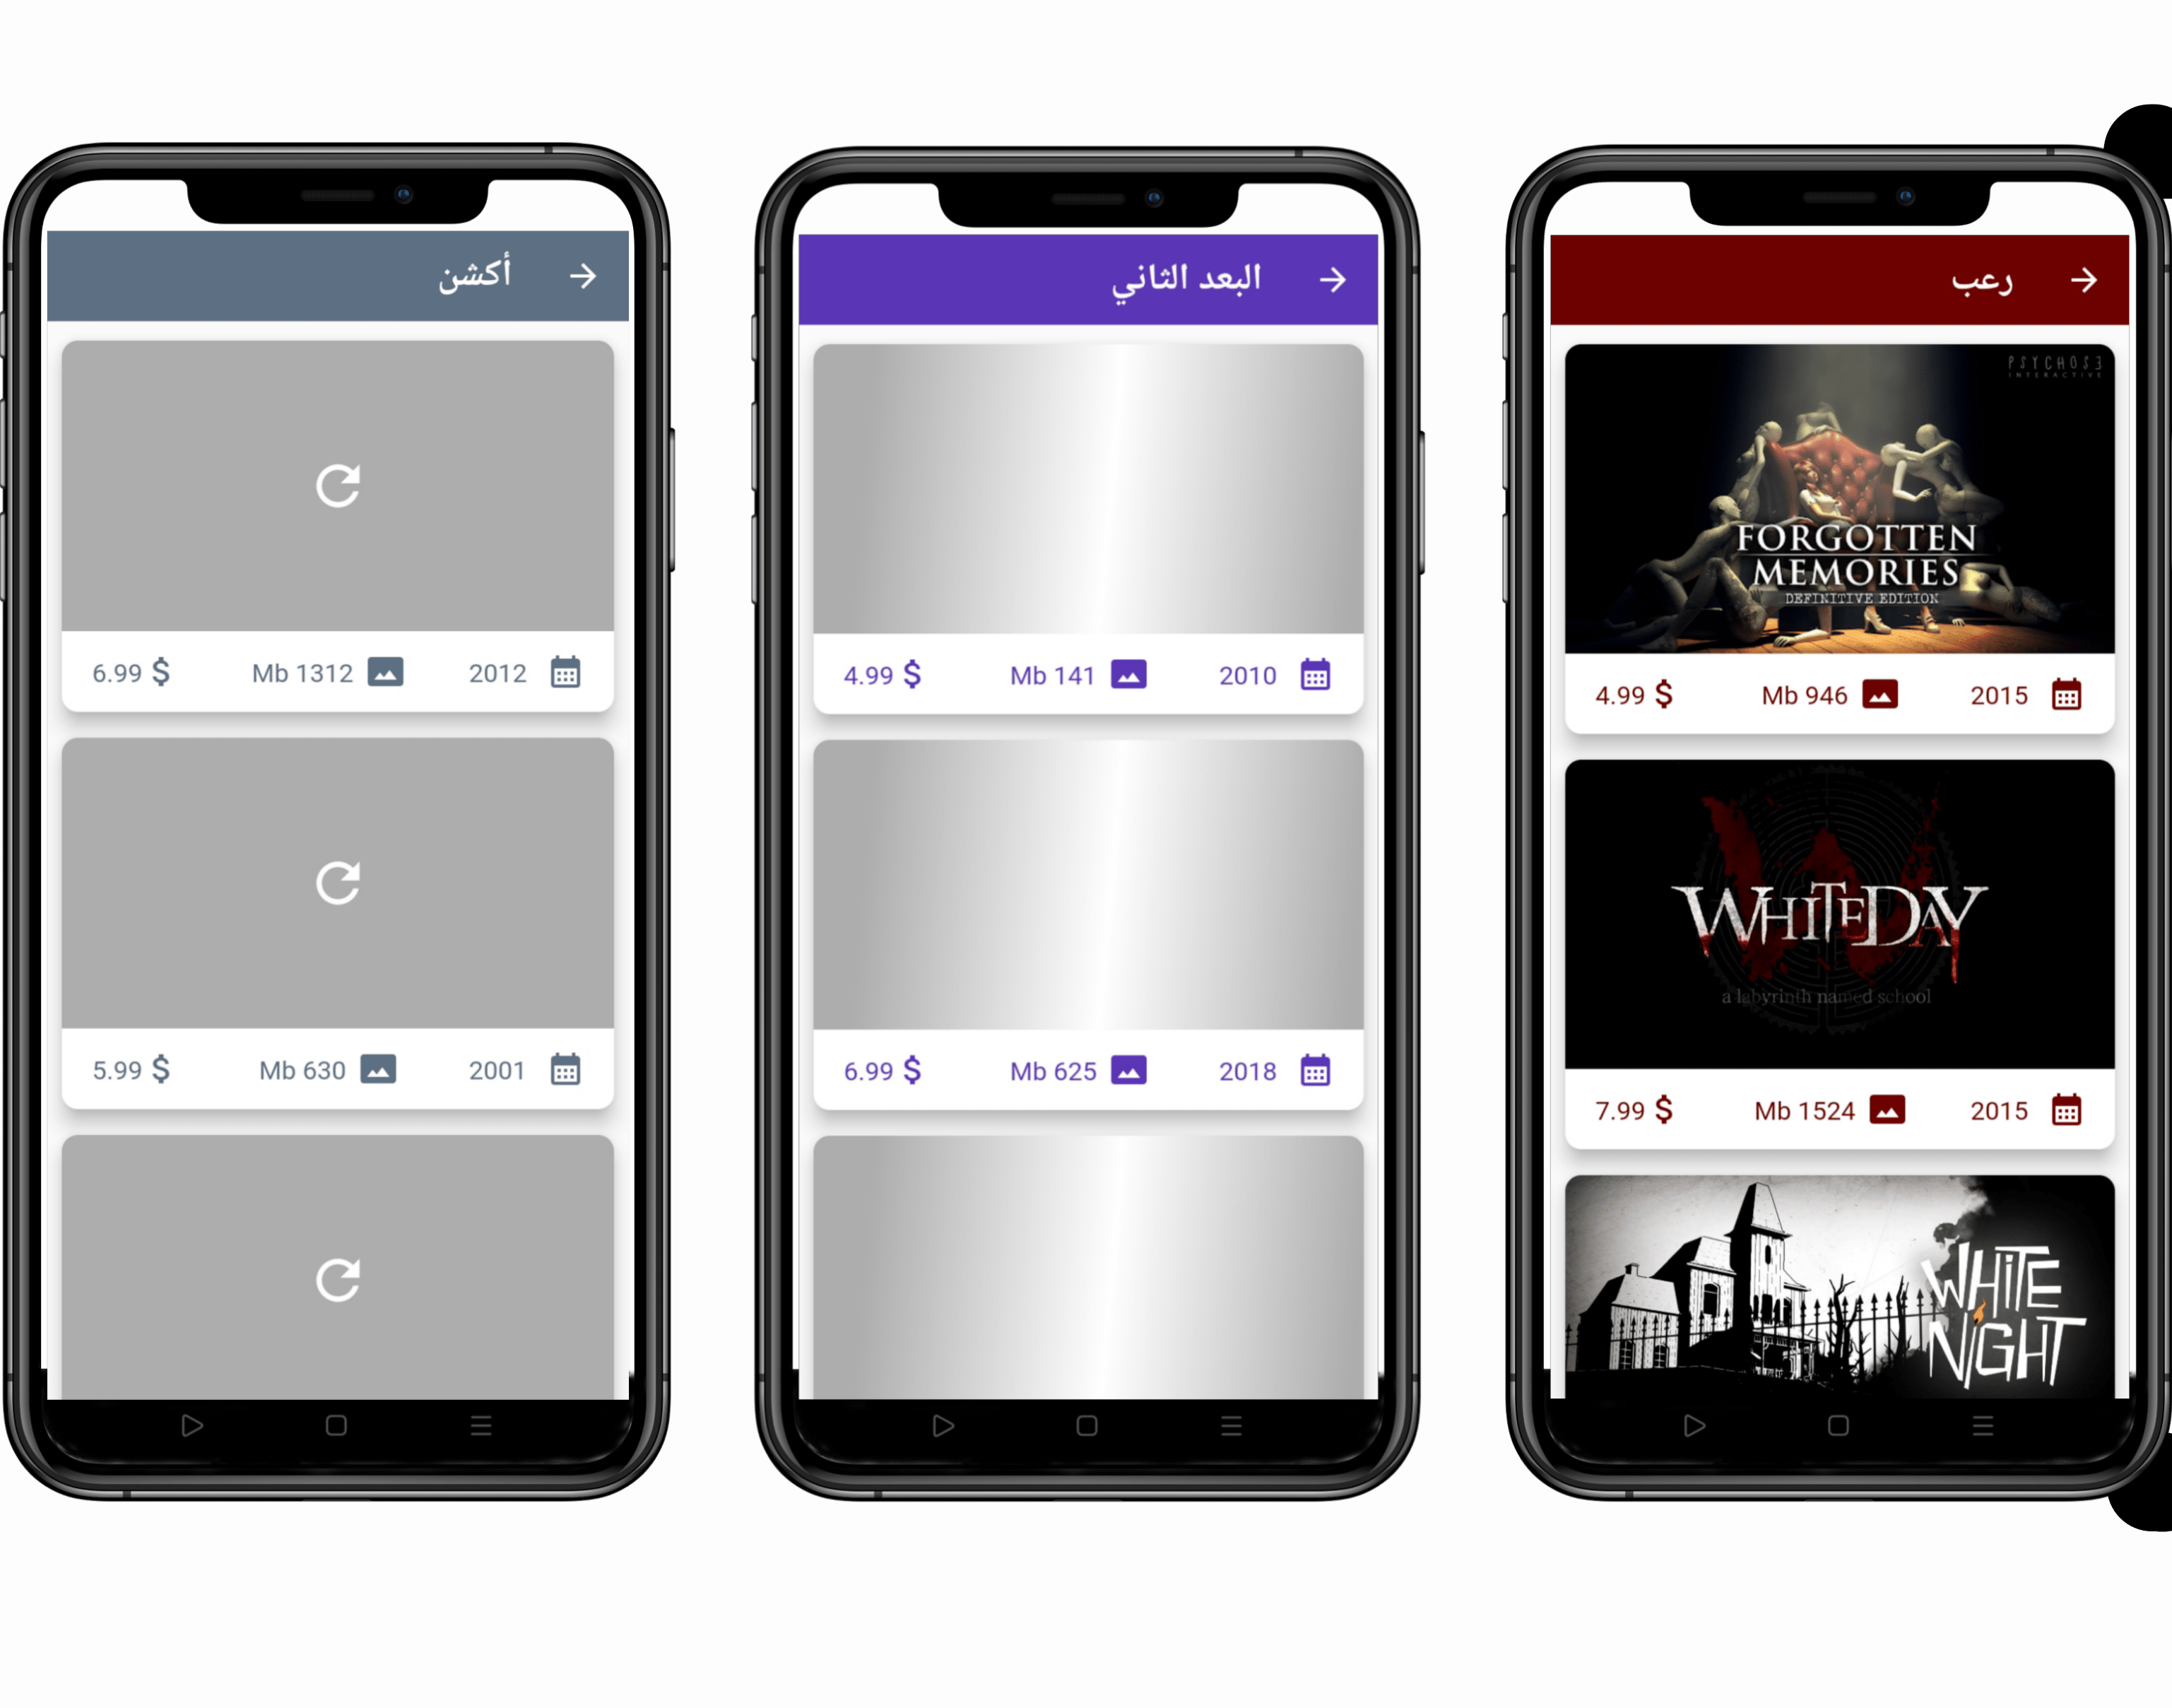 أكشن
2012 Mb 1312 6.99 $
2001 Mb 630 5.99 $
البعد الثاني
2010 Mb 141 4.99 $
2018 Mb 625 6.99 $
رعب
PSYCHOSE
INTERACTIVE
FORGOTTEN
MEMORIES
DEFINITIVE EDITION
2015 Mb 946 4.99 $
WHITEDAY
a labyrinth named school
2015 Mb 1524 7.99 $
WHITE
NIGHT